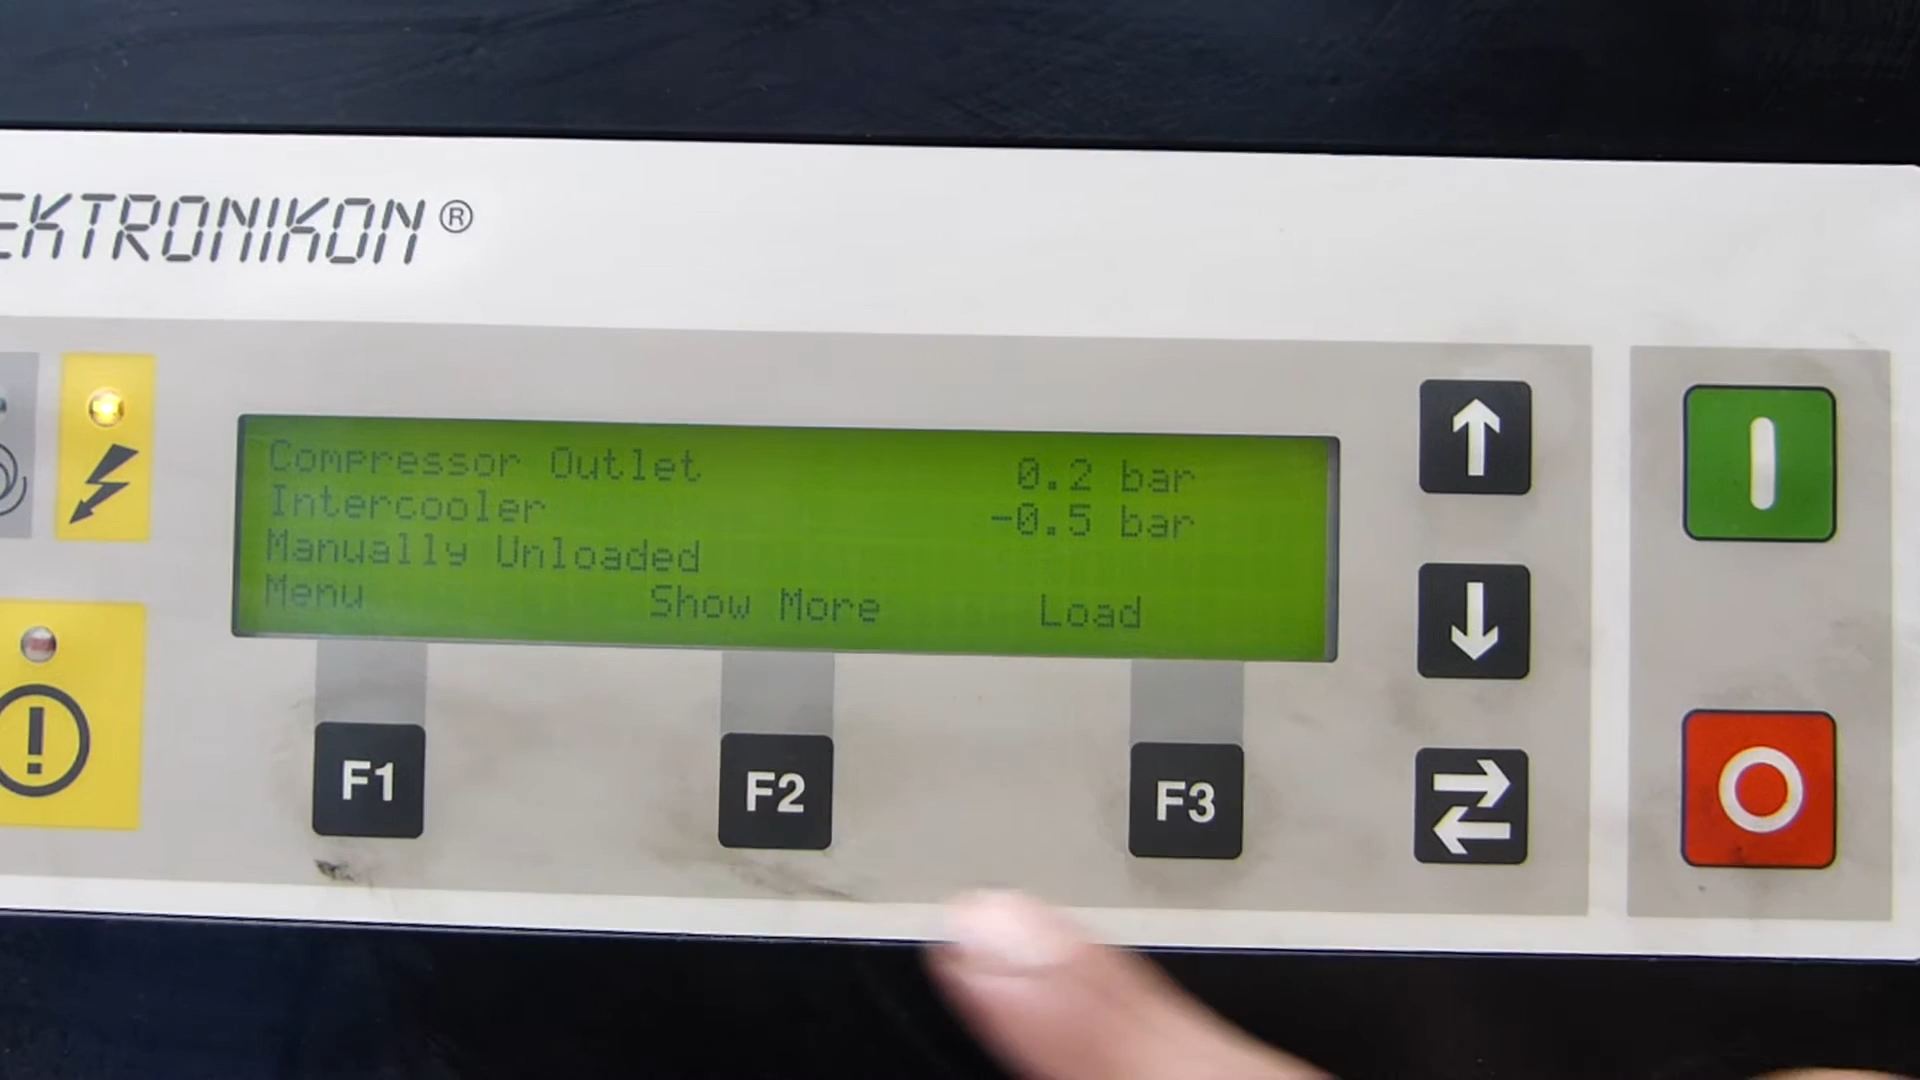 EKTRONIKON®
Compressor Outlet 0.2 bar
Intercooler -0.5 bar
Manually Unloaded
Menu Show More Load
F1 F2 F3